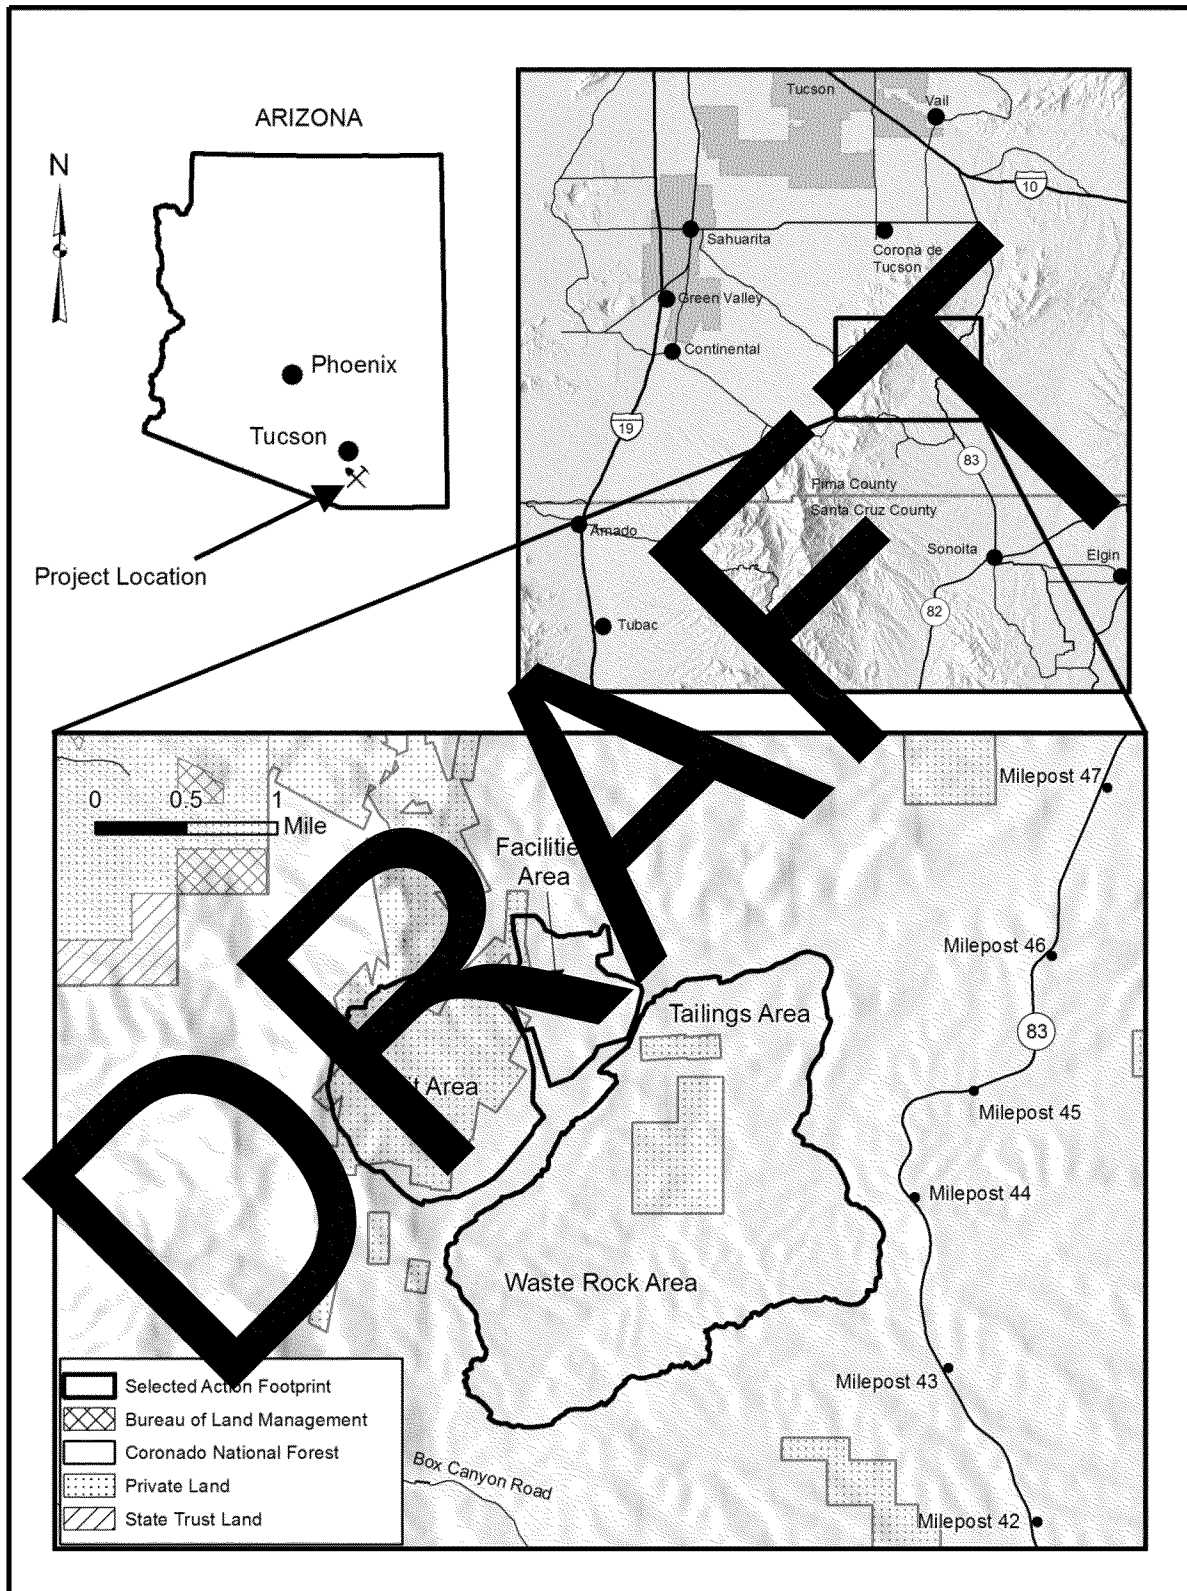 ARIZONA
N
Phoenix
Tucson
Project Location
Tucson
Vail
10
Sahuarita
Corona de
Tucson
Green Valley
Continental
19
83
Pima County
Santa Cruz County
Amado
Sonoita
Elgin
82
Tubac
DRAFT
0 0.5 1
Mile
Milepost 47
Facilitie
Area
Milepost 46
Tailings Area
83
it Area
Milepost 45
Milepost 44
Waste Rock Area
Milepost 43
Selected Action Footprint
Bureau of Land Management
Coronado National Forest
Private Land
State Trust Land
Box Canyon Road
Milepost 42